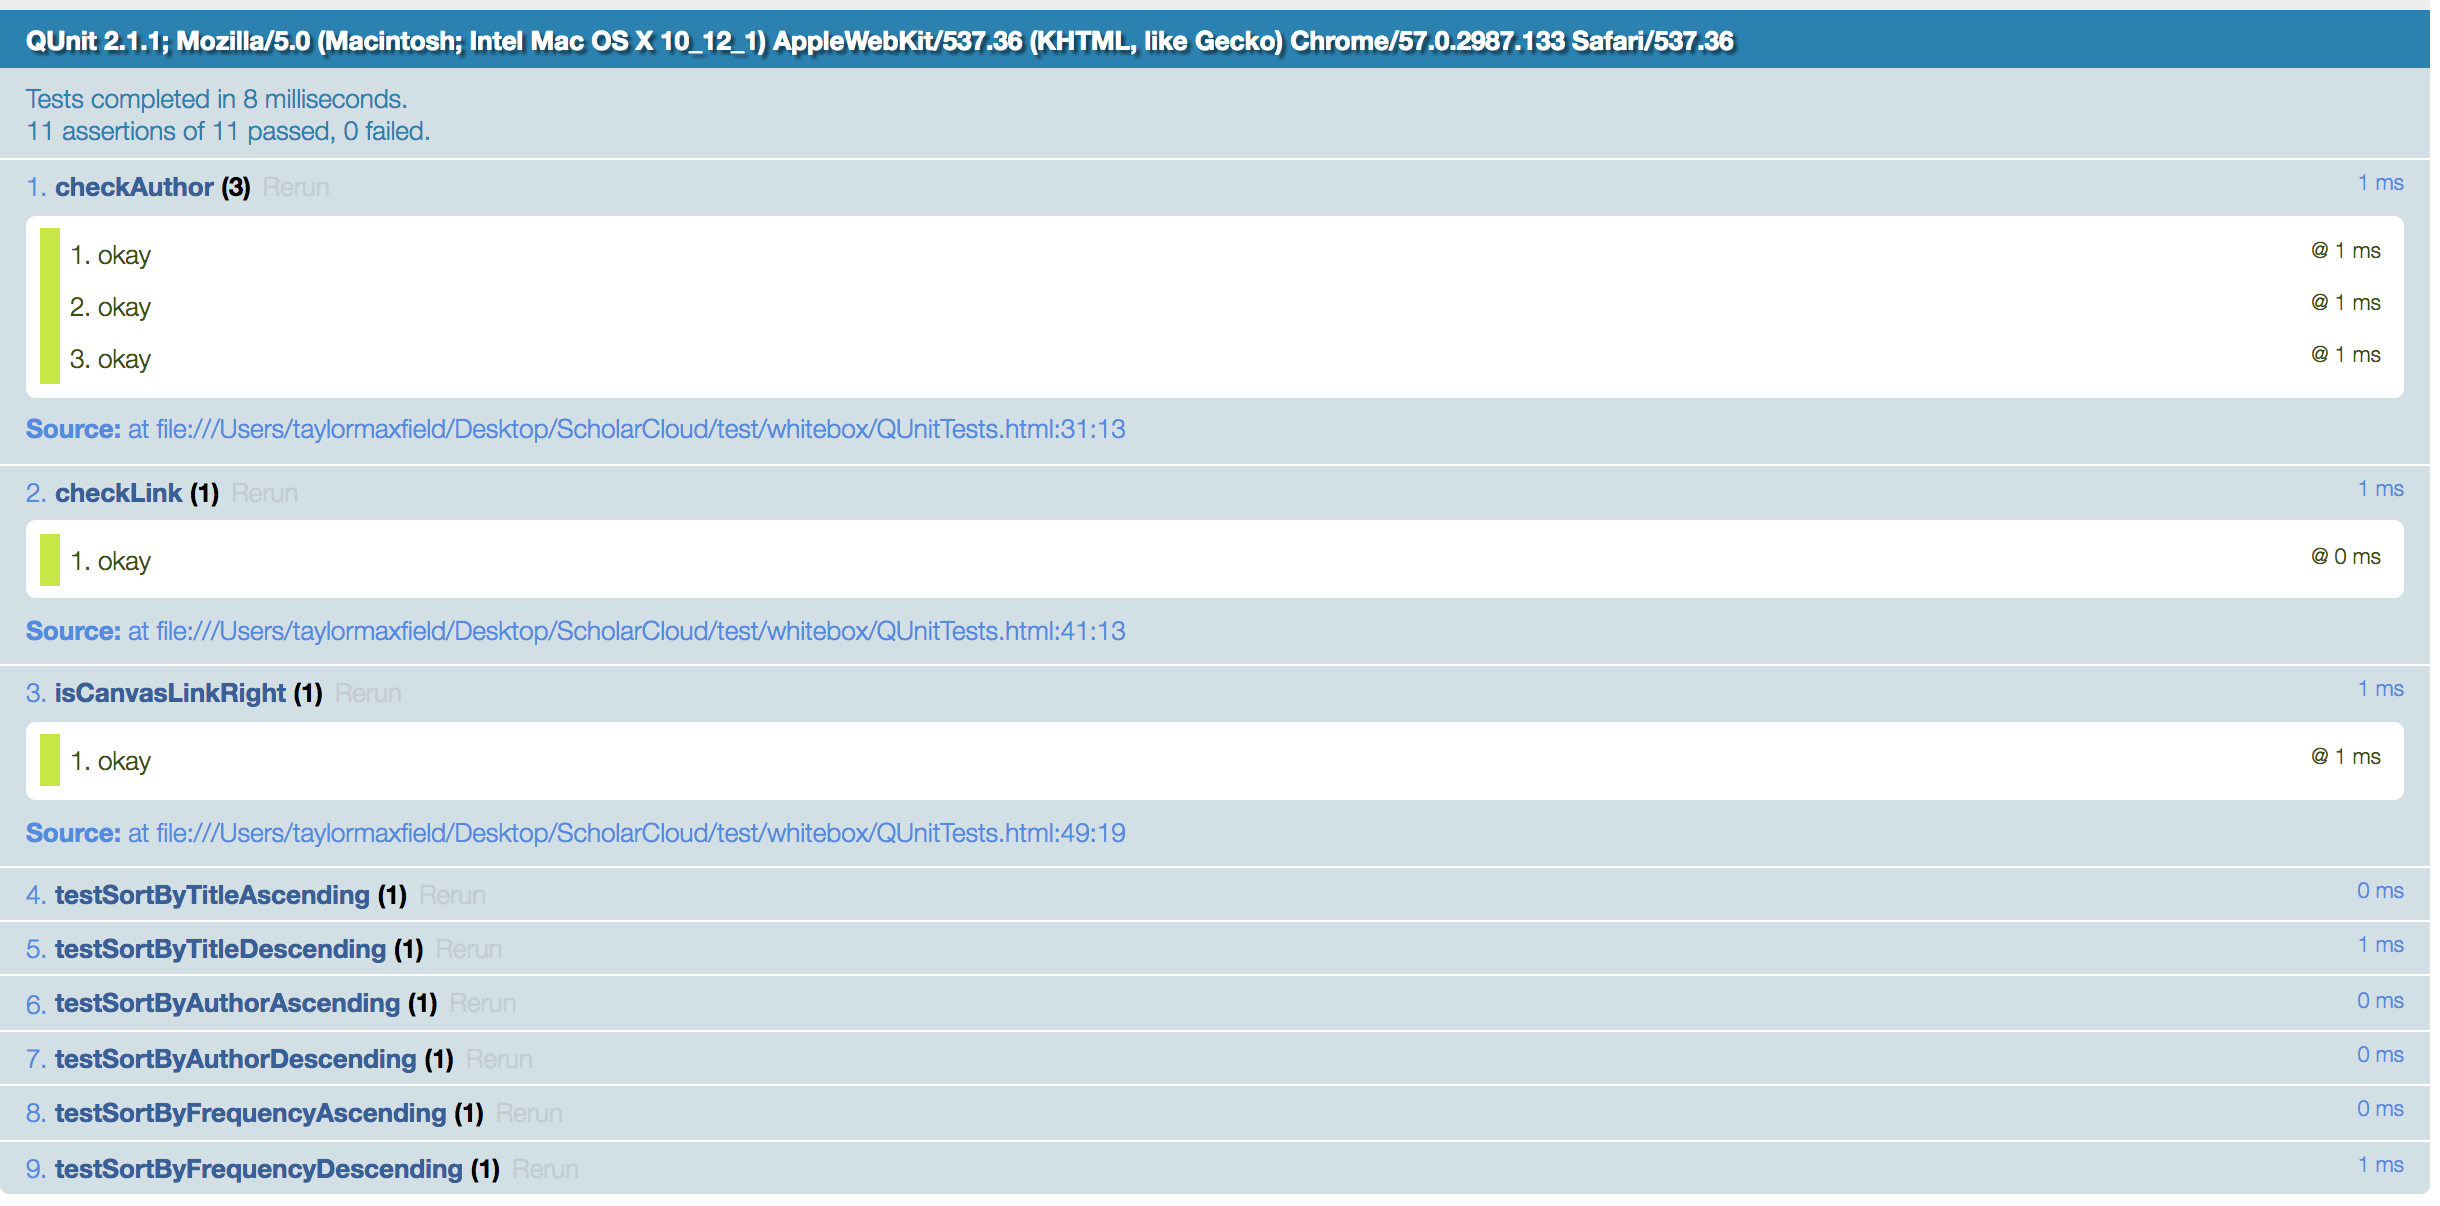 QUnit 2.1.1; Mozilla/5.0 (Macintosh; Intel Mac OS X 10_12_1) AppleWebKit/537.36 (KHTML, like Gecko) Chrome/57.0.2987.133 Safari/537.36
Tests completed in 8 milliseconds.
11 assertions of 11 passed, 0 failed.
1. checkAuthor (3) Rerun 1 ms
1. okay @ 1 ms
2. okay @ 1 ms
3. okay @ 1 ms
Source: at file:///Users/taylormaxfield/Desktop/ScholarCloud/test/whitebox/QUnitTests.html:31:13
2. checkLink (1) Rerun 1 ms
1. okay @ 0 ms
Source: at file:///Users/taylormaxfield/Desktop/ScholarCloud/test/whitebox/QUnitTests.html:41:13
3. isCanvasLinkRight (1) Rerun 1 ms
1. okay @ 1 ms
Source: at file:///Users/taylormaxfield/Desktop/ScholarCloud/test/whitebox/QUnitTests.html:49:19
4. testSortByTitleAscending (1) Rerun 0 ms
5. testSortByTitleDescending (1) Rerun 1 ms
6. testSortByAuthorAscending (1) Rerun 0 ms
7. testSortByAuthorDescending (1) Rerun 0 ms
8. testSortByFrequencyAscending (1) Rerun 0 ms
9. testSortByFrequencyDescending (1) Rerun 1 ms